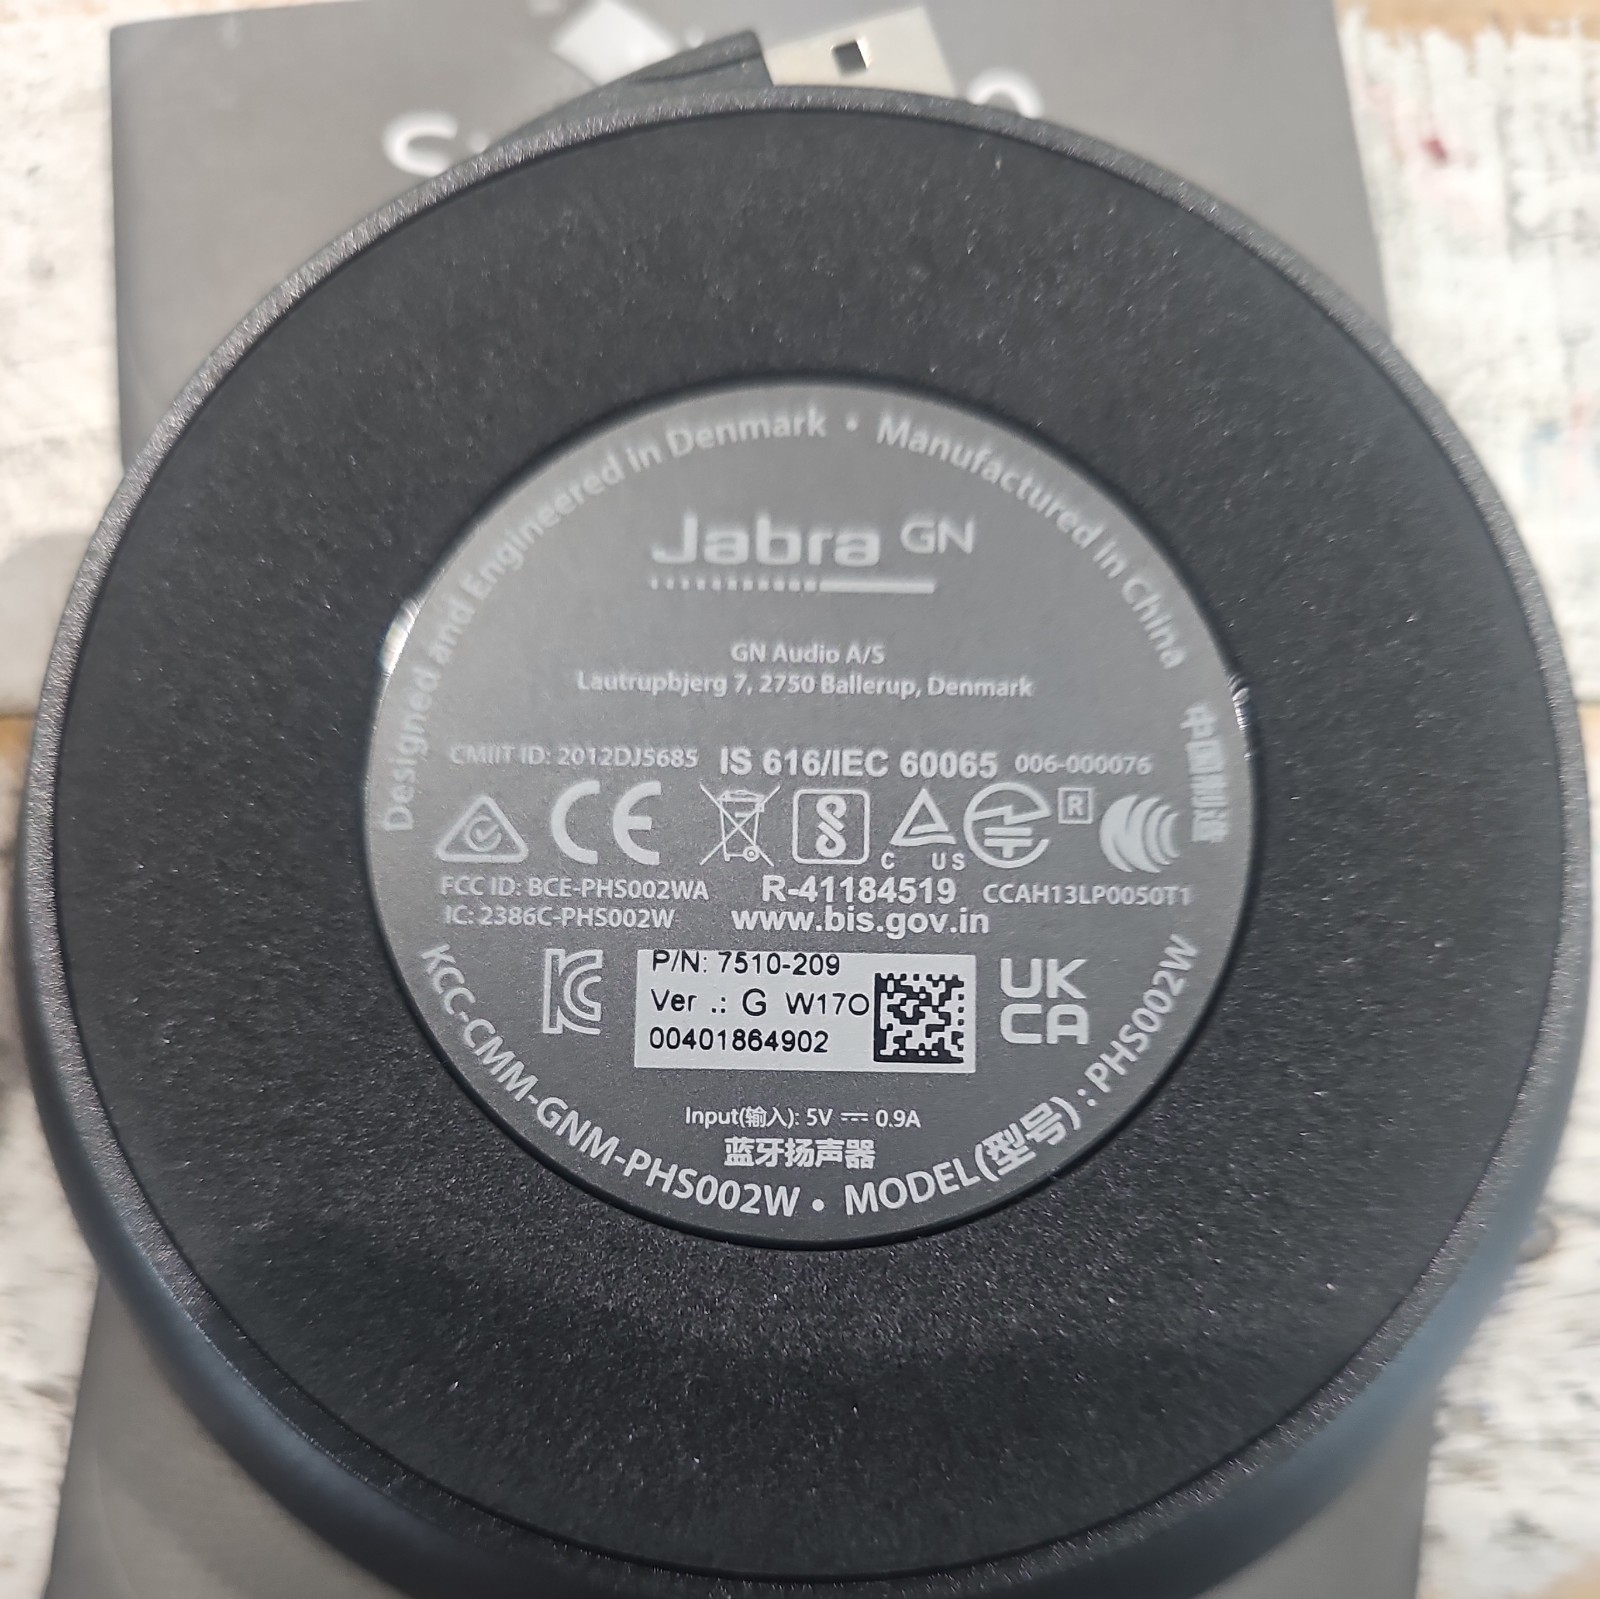 Designed and Engineered in Denmark • Manufactured in China 中国制造
Jabra GN
GN Audio A/S
Lautrupbjerg 7, 2750 Ballerup, Denmark
CMIIT ID: 2012DJ5685 IS 616/IEC 60065 006-000076
CE C US R
FCC ID: BCE-PHS002WA R-41184519 CCAH13LP0050T1
IC: 2386C-PHS002W www.bis.gov.in
P/N: 7510-209
Ver .: G W17O
00401864902
UK
CA
Input(输入): 5V ⎓ 0.9A
蓝牙扬声器
KCC-CMM-GNM-PHS002W • MODEL(型号) : PHS002W